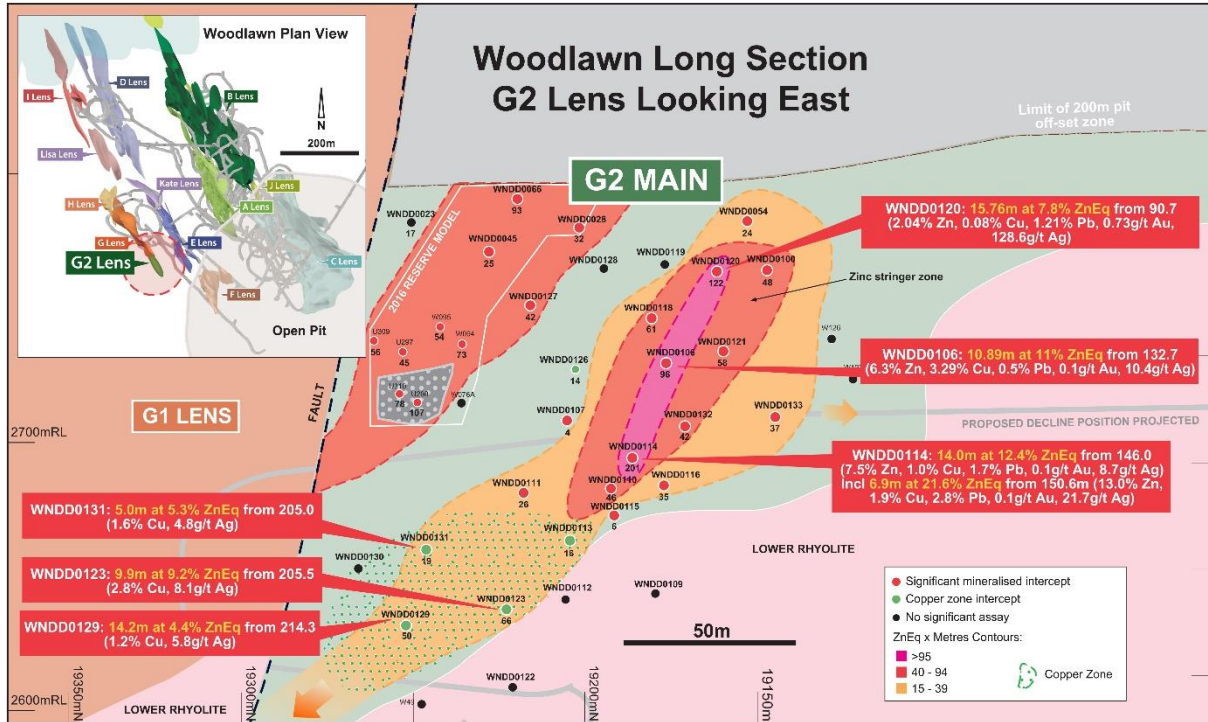 Woodlawn Plan View
I Lens
D Lens
B Lens
N
200m
Lisa Lens
Kate Lens
J Lens
H Lens
A Lens
G Lens
E Lens
G2 Lens
C Lens
F Lens
Open Pit
Woodlawn Long Section
G2 Lens Looking East
Limit of 200m pit
off-set zone
G2 MAIN
WNDD0065
93
WNDD0023
17
WNDD0028
32
WNDD0045
25
WNDD0054
24
WNDD0119
WNDD0128
WNDD0120
122
WNDD0100
48
Zinc stringer zone
2016 RESERVE MODEL
WNDD0127
42
WNDD0118
61
U309
56
U297
45
54
W064
73
WNDD0121
58
W126
WNDD0106
98
WNDD0126
14
78
107
W076A
WNDD0107
4
WNDD0132
42
WNDD0133
37
G1 LENS
FAULT
2700mRL
PROPOSED DECLINE POSITION PROJECTED
WNDD0114
201
WNDD0110
46
WNDD0116
35
WNDD0111
26
WNDD0115
6
WNDD0113
18
WNDD0131
19
WNDD0130
LOWER RHYOLITE
WNDD0112
WNDD0109
WNDD0123
66
WNDD0129
50
WNDD0122
W49
WNDD0120: 15.76m at 7.8% ZnEq from 90.7
(2.04% Zn, 0.08% Cu, 1.21% Pb, 0.73g/t Au,
128.6g/t Ag)
WNDD0106: 10.89m at 11% ZnEq from 132.7
(6.3% Zn, 3.29% Cu, 0.5% Pb, 0.1g/t Au, 10.4g/t Ag)
WNDD0114: 14.0m at 12.4% ZnEq from 146.0
(7.5% Zn, 1.0% Cu, 1.7% Pb, 0.1g/t Au, 8.7g/t Ag)
Incl 6.9m at 21.6% ZnEq from 150.6m (13.0% Zn,
1.9% Cu, 2.8% Pb, 0.1g/t Au, 21.7g/t Ag)
WNDD0131: 5.0m at 5.3% ZnEq from 205.0
(1.6% Cu, 4.8g/t Ag)
WNDD0123: 9.9m at 9.2% ZnEq from 205.5
(2.8% Cu, 8.1g/t Ag)
WNDD0129: 14.2m at 4.4% ZnEq from 214.3
(1.2% Cu, 5.8g/t Ag)
50m
Significant mineralised intercept
Copper zone intercept
No significant assay
ZnEq x Metres Contours:
>95
40 - 94
15 - 39
Copper Zone
2600mRL
LOWER RHYOLITE
19350mN
19300mN
19200mN
19150mN